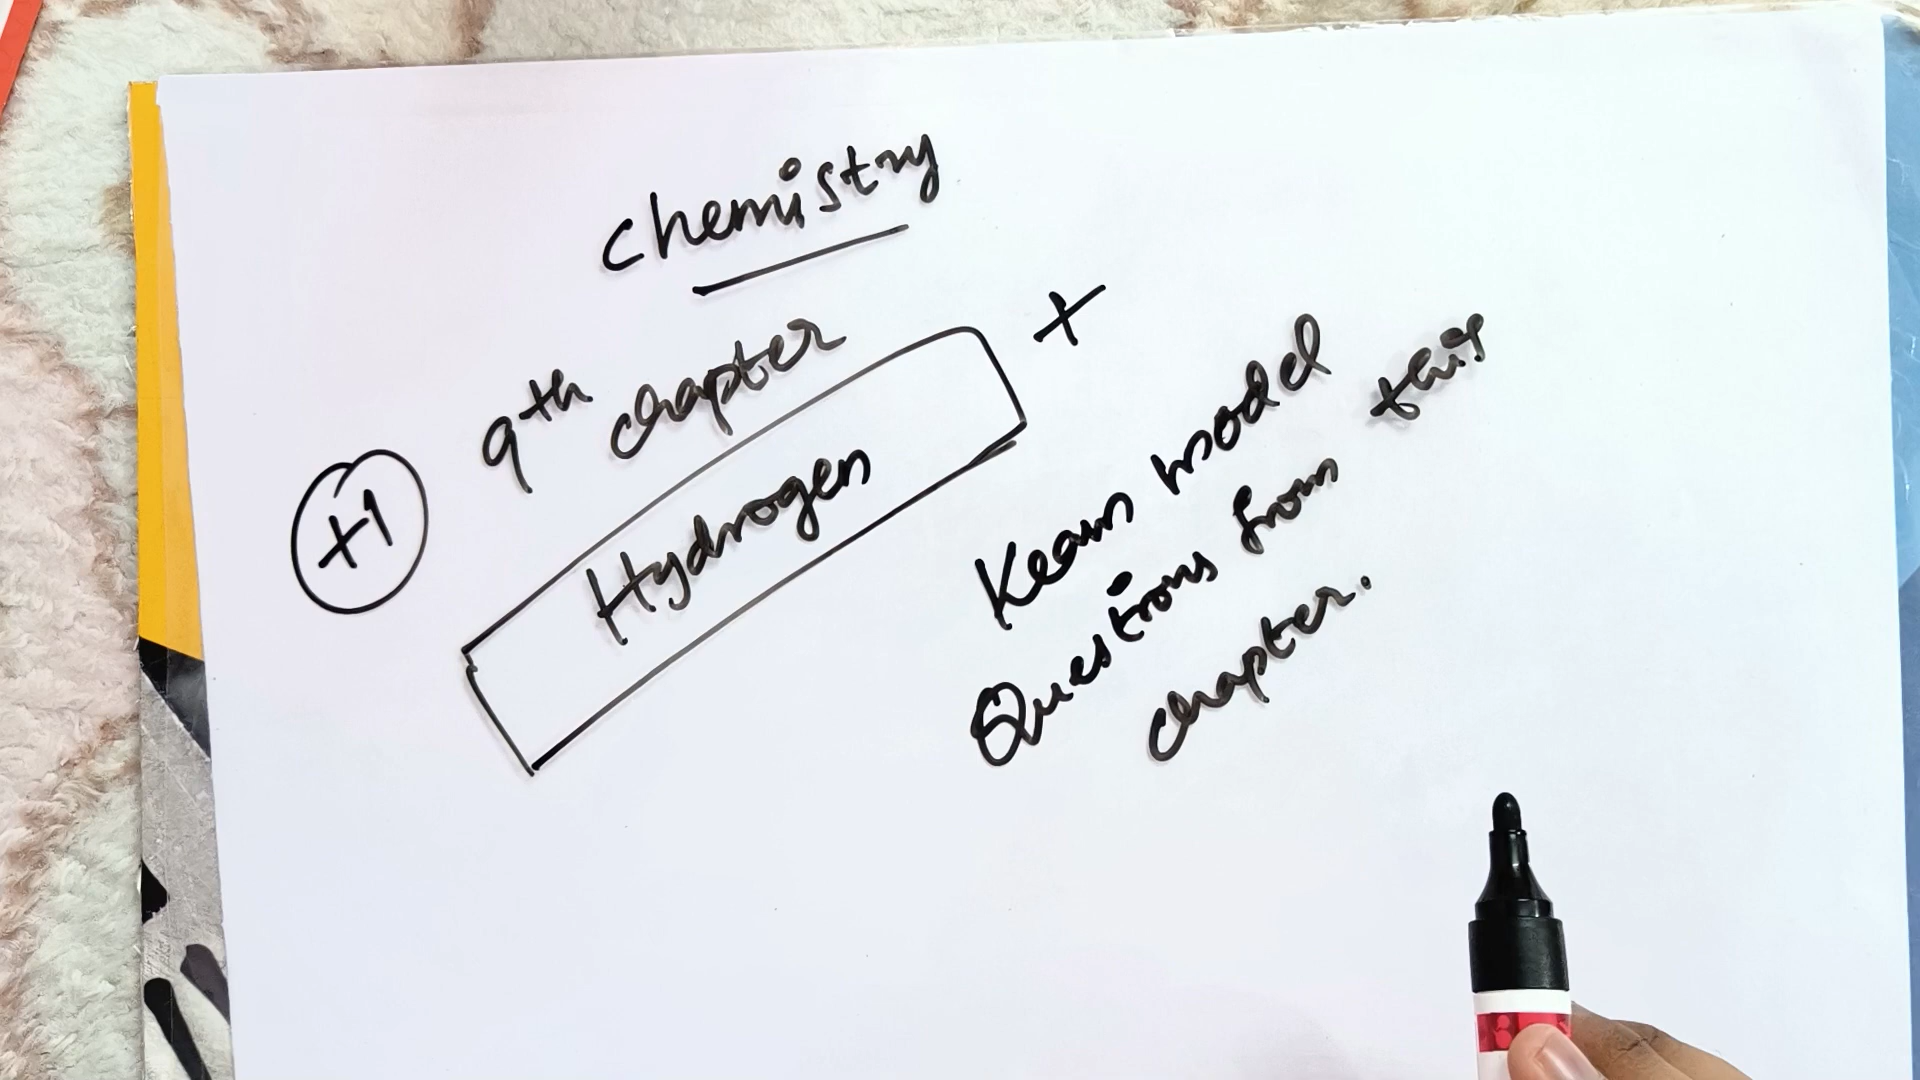 Chemistry
+1
9th chapter
Hydrogen
+
Keam model
Questions from this
chapter.